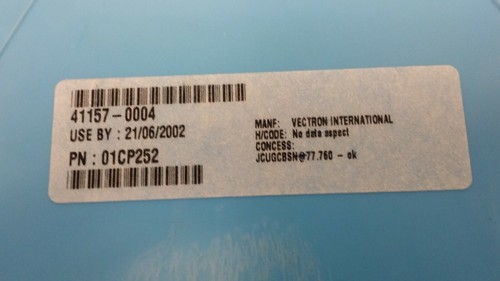 41157-0004
USE BY : 21/06/2002
PN : 01CP252
MANF: VECTRON INTERNATIONAL
H/CODE: No data aspect
CONCESS:
JCUGCBSN@77.760 - ok